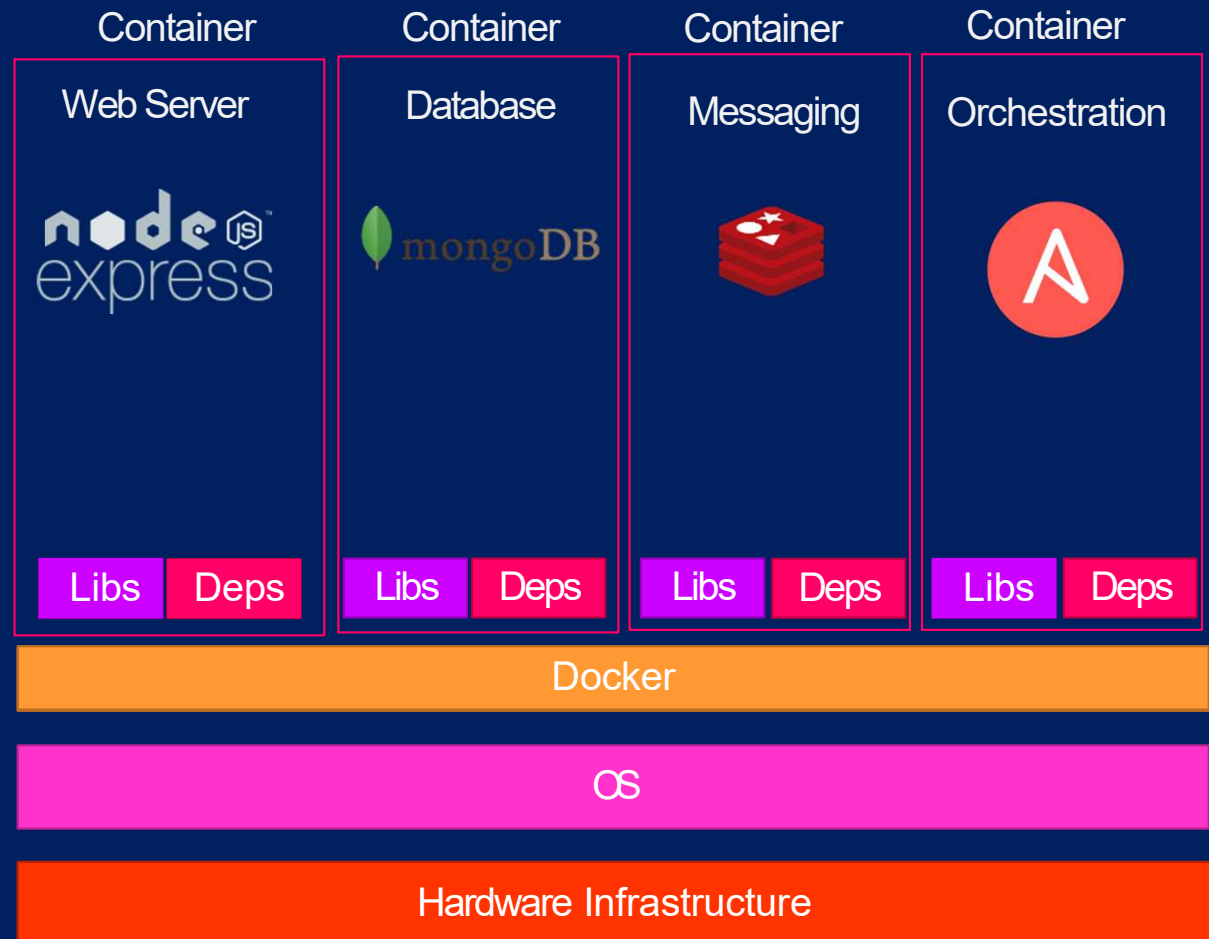 Container
Container
Container
Container
Web Server
Database
Messaging
Orchestration
node JS™
express
mongoDB
A
Libs
Deps
Libs
Deps
Libs
Deps
Libs
Deps
Docker
OS
Hardware Infrastructure